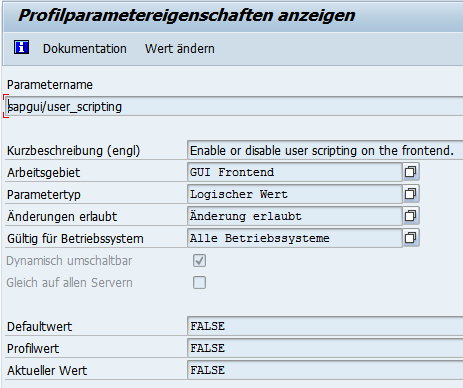 Profilparametereigenschaften anzeigen
Dokumentation Wert ändern
Parametername
sapgui/user_scripting
Kurzbeschreibung (engl) Enable or disable user scripting on the frontend.
Arbeitsgebiet GUI Frontend
Parametertyp Logischer Wert
Änderungen erlaubt Änderung erlaubt
Gültig für Betriebssystem Alle Betriebssysteme
Dynamisch umschaltbar
Gleich auf allen Servern
Defaultwert FALSE
Profilwert FALSE
Aktueller Wert FALSE